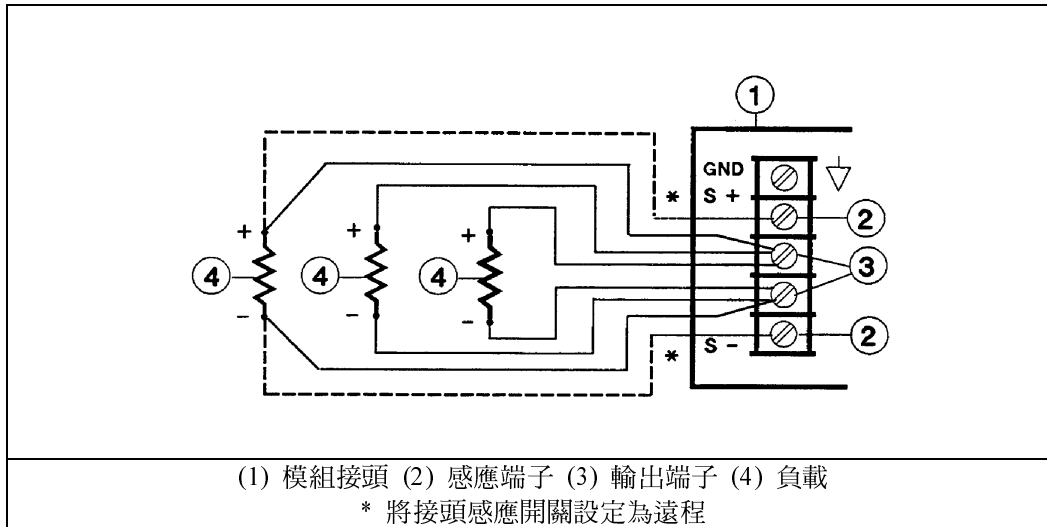 1
GND
* S +
2
+ + +
3
4 4 4
- - -
2
* S -
(1) 模組接頭 (2) 感應端子 (3) 輸出端子 (4) 負載
* 將接頭感應開關設定為遠程